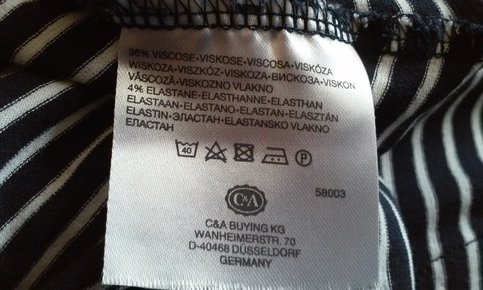 96% VISCOSE-VISKOSE-VISCOSA-VISKÓZA
WISKOZA-VISZKÓZ-VISKOZA-ВИСКОЗА-VISKON
VÂSCOZĂ-VISKOZNO VLAKNO
4% ELASTANE-ELASTHANNE-ELASTHAN
ELASTAAN-ELASTANO-ELASTAN-ELASZTÁN
ELASTIN-ЭЛАСТАН-ELASTANSKO VLAKNO
ЕЛАСТАН
40
P
C&A
58003
C&A BUYING KG
WANHEIMERSTR. 70
D-40468 DÜSSELDORF
GERMANY